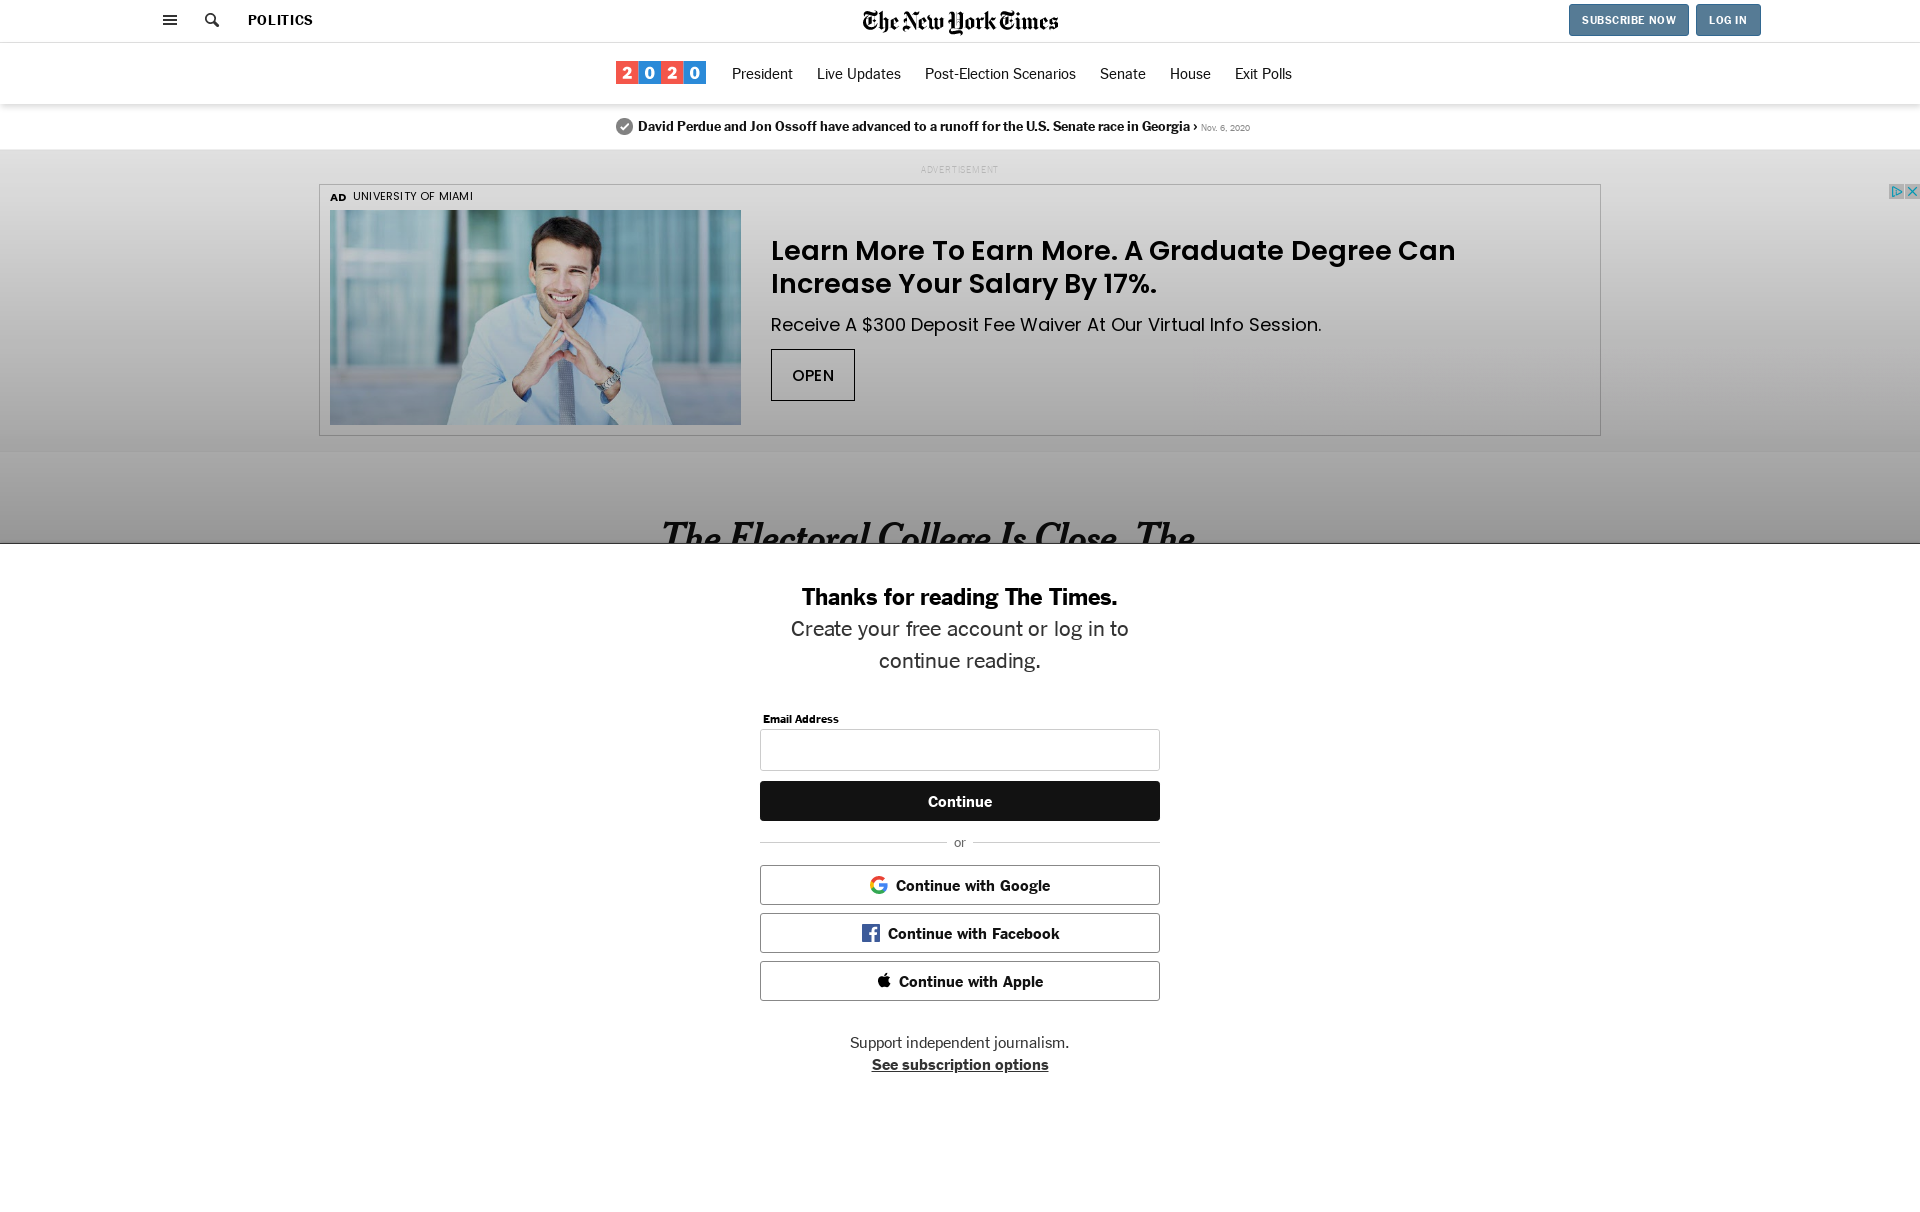 POLITICS
The New York Times
SUBSCRIBE NOW
LOG IN
2020
President
Live Updates
Post-Election Scenarios
Senate
House
Exit Polls
David Perdue and Jon Ossoff have advanced to a runoff for the U.S. Senate race in Georgia › Nov. 6, 2020
ADVERTISEMENT
AD UNIVERSITY OF MIAMI
Learn More To Earn More. A Graduate Degree Can
Increase Your Salary By 17%.
Receive A $300 Deposit Fee Waiver At Our Virtual Info Session.
OPEN
The Electoral College Is Close. The
Thanks for reading The Times.
Create your free account or log in to
continue reading.
Email Address
Continue
or
Continue with Google
Continue with Facebook
Continue with Apple
Support independent journalism.
See subscription options